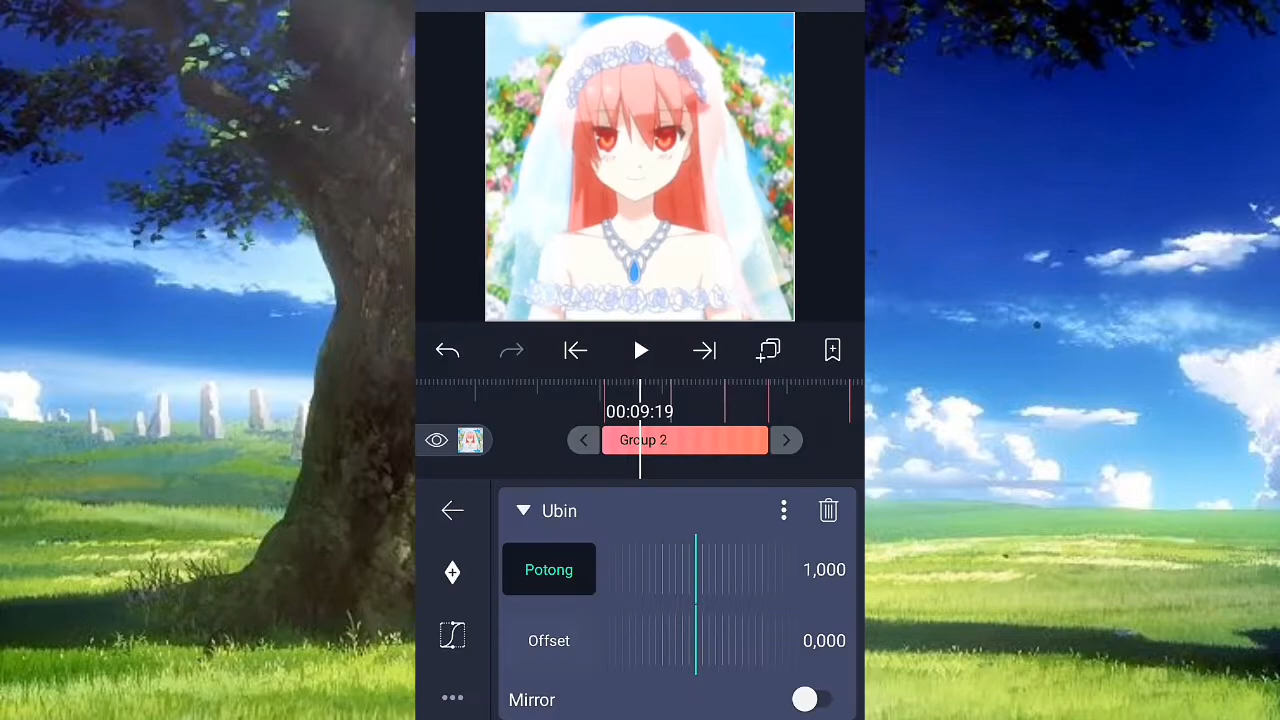 00:09:19
Group 2
Ubin
Potong
1,000
Offset
0,000
Mirror